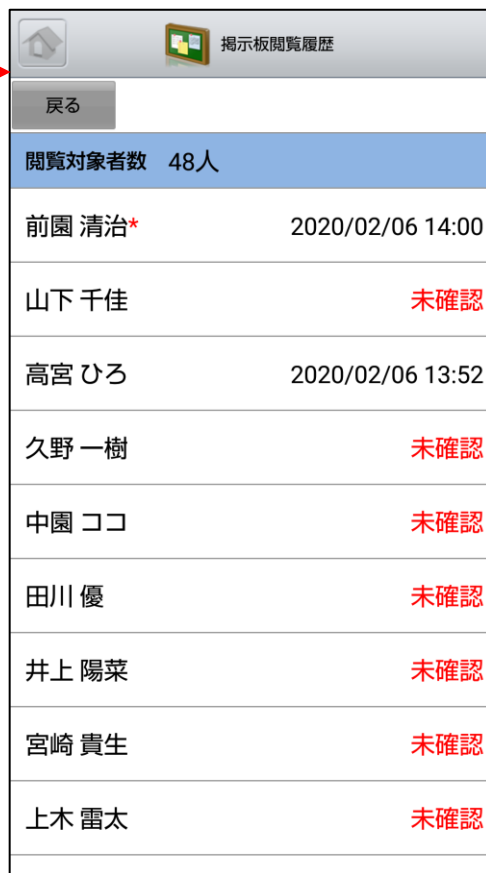 掲示板閲覧履歴
戻る
閲覧対象者数 48人
前園 清治* 2020/02/06 14:00
山下 千佳 未確認
高宮 ひろ 2020/02/06 13:52
久野 一樹 未確認
中園 ココ 未確認
田川 優 未確認
井上 陽菜 未確認
宮崎 貴生 未確認
上木 雷太 未確認